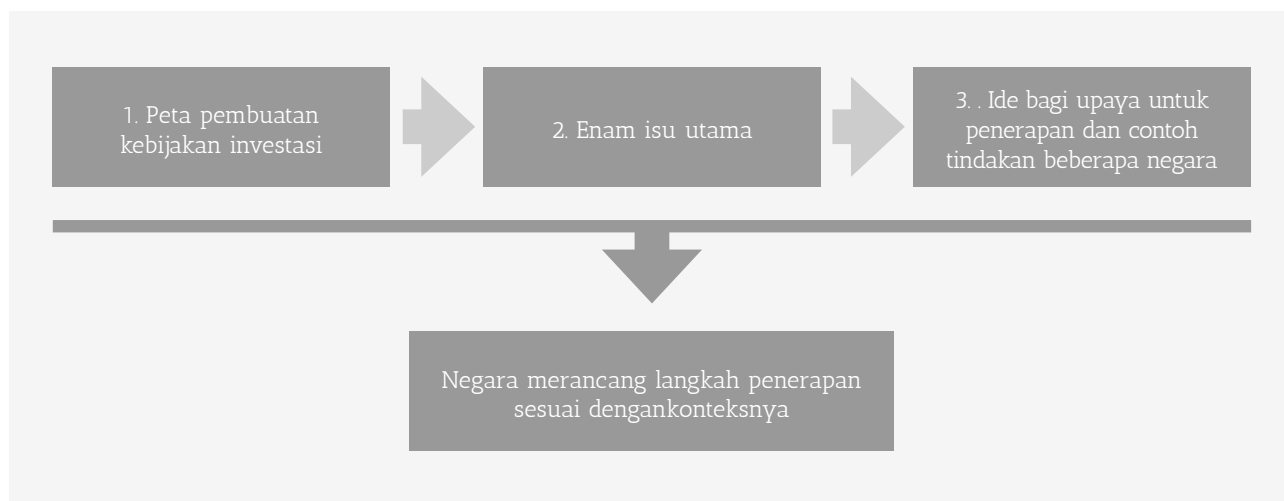 1. Peta pembuatan
kebijakan investasi
2. Enam isu utama
3. . Ide bagi upaya untuk
penerapan dan contoh
tindakan beberapa negara
Negara merancang langkah penerapan
sesuai dengankonteksnya